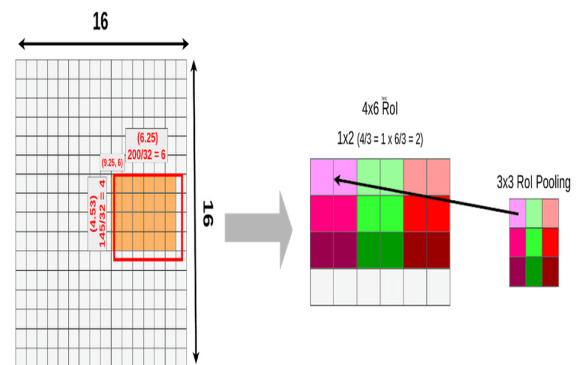 16
(6.25)
200/32 = 6
(9.25, 6)
(4.53)
145/32 = 4
16
4x6 RoI
1x2 (4/3 = 1 x 6/3 = 2)
3x3 RoI Pooling